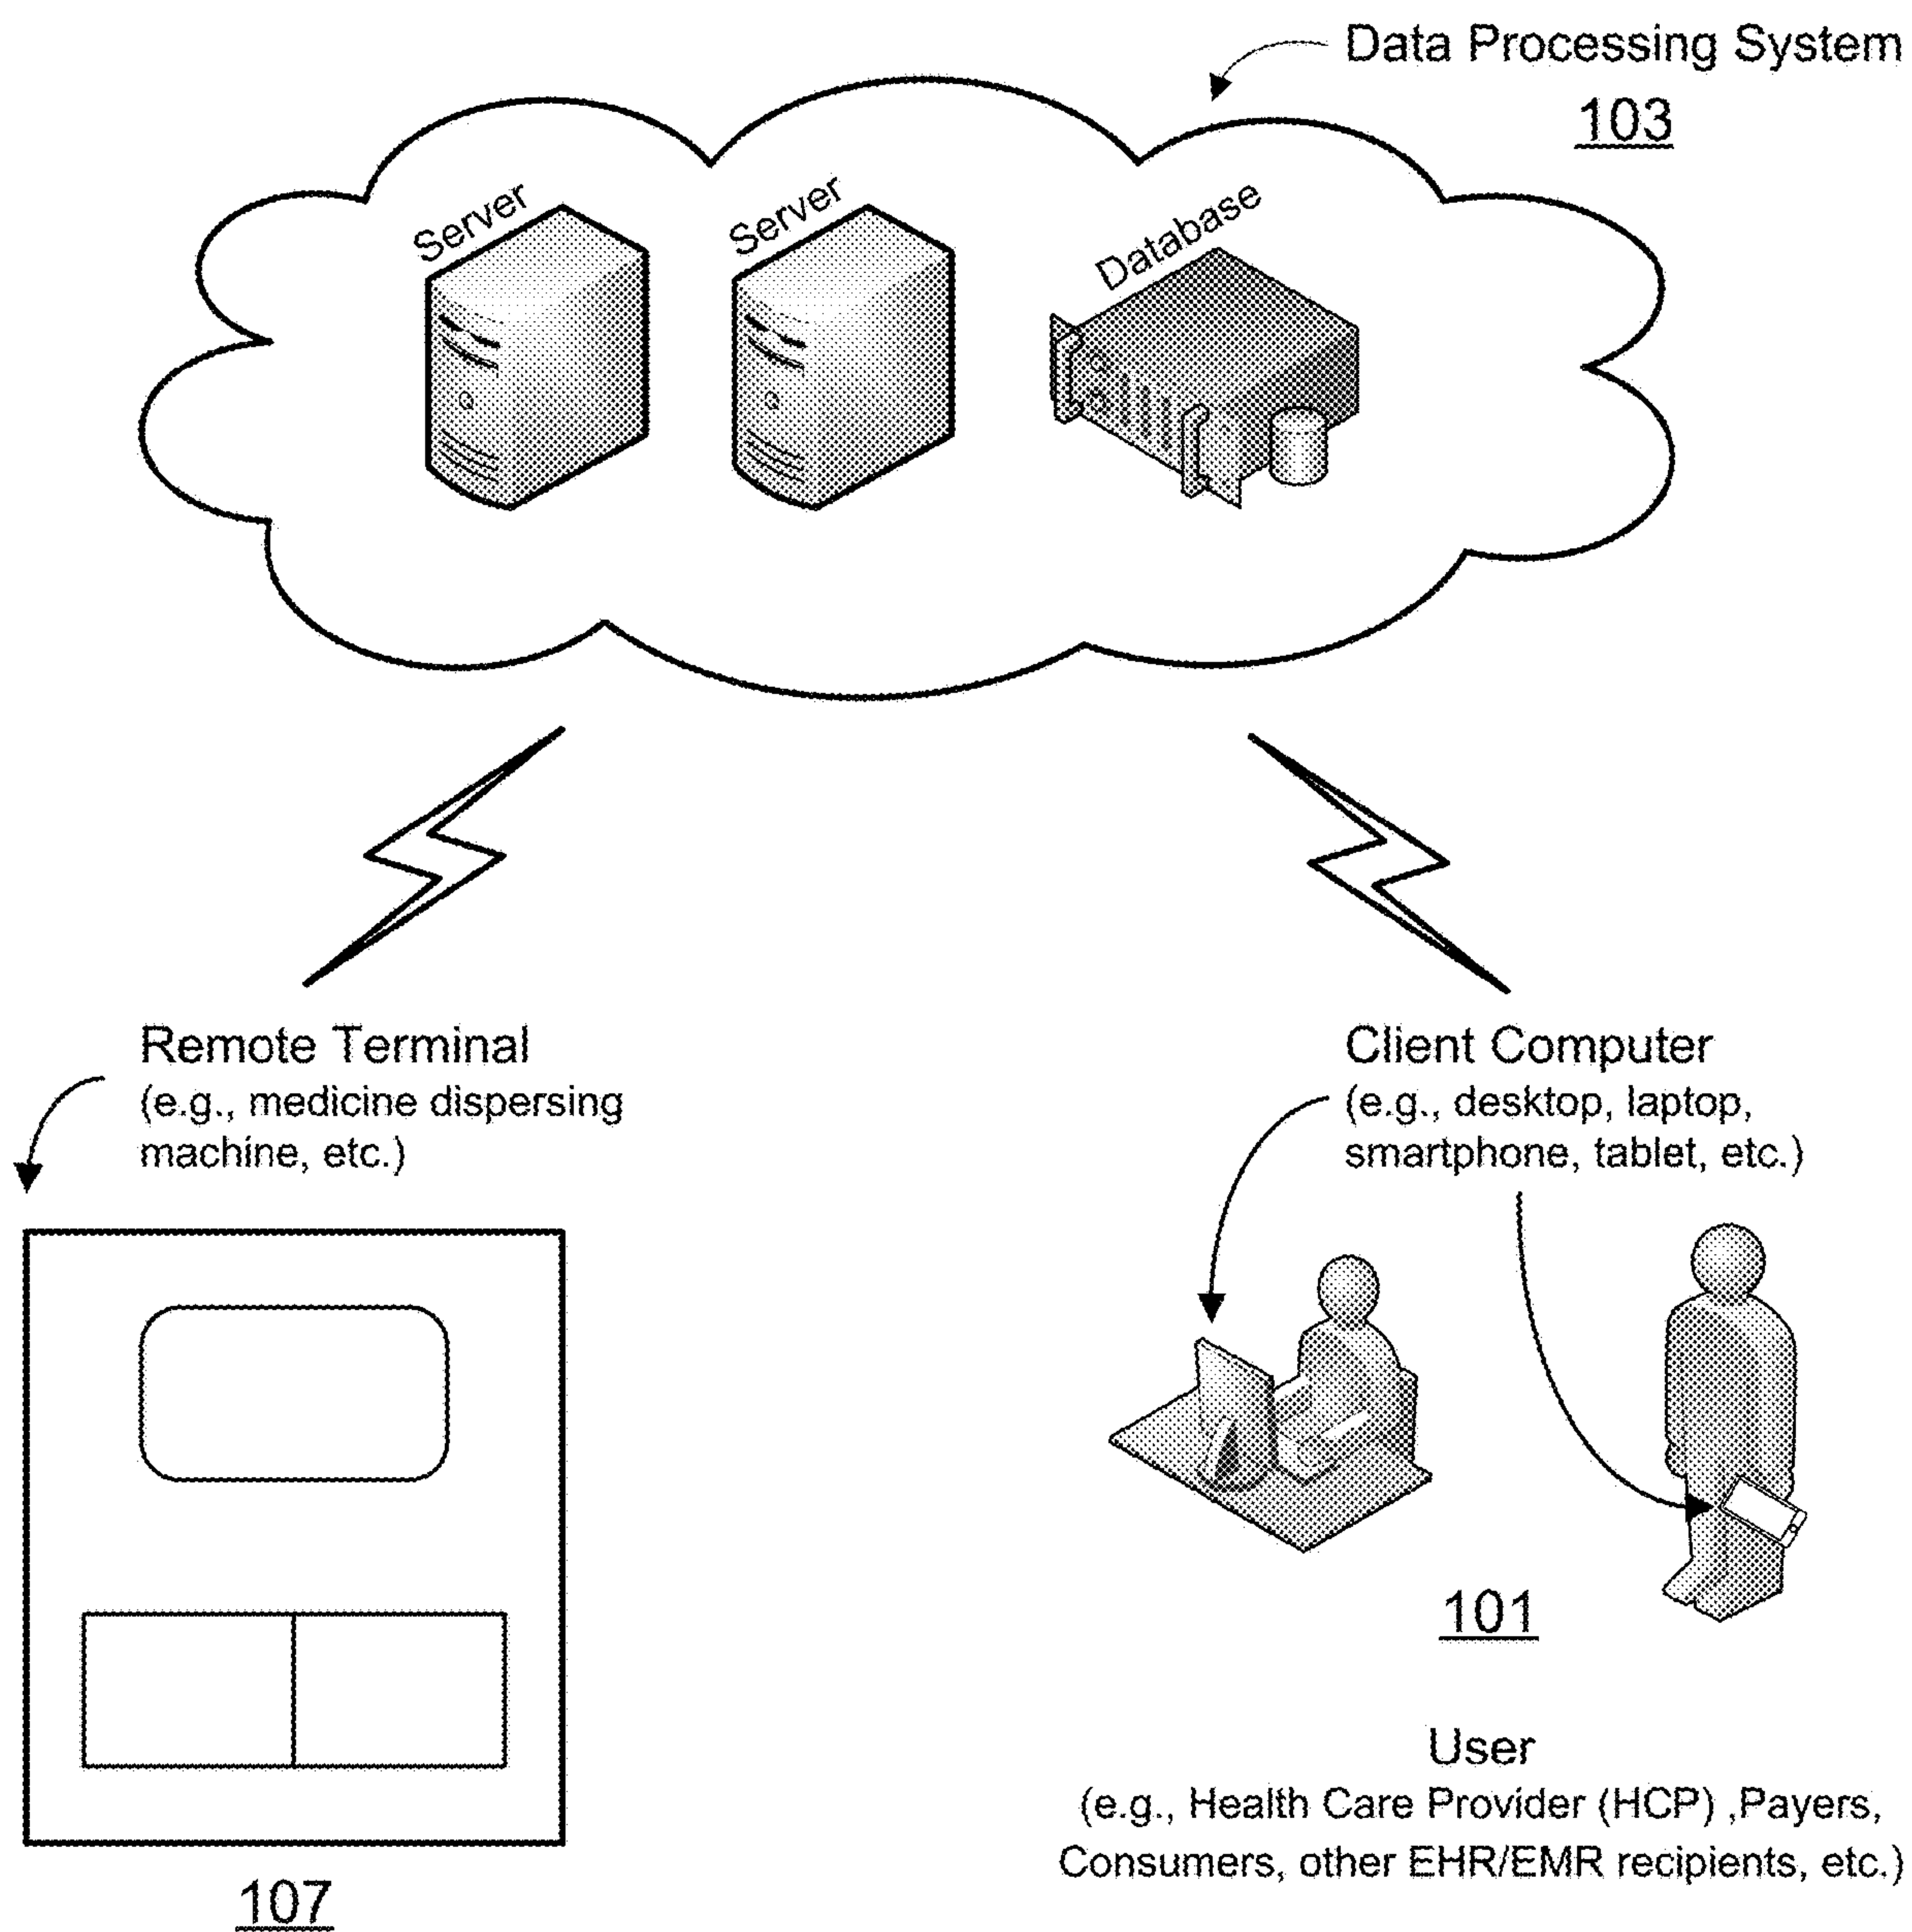 Data Processing System
103
Server
Server
Database
Remote Terminal
(e.g., medicine dispersing
machine, etc.)
Client Computer
(e.g., desktop, laptop,
smartphone, tablet, etc.)
101
User
(e.g., Health Care Provider (HCP) ,Payers,
Consumers, other EHR/EMR recipients, etc.)
107